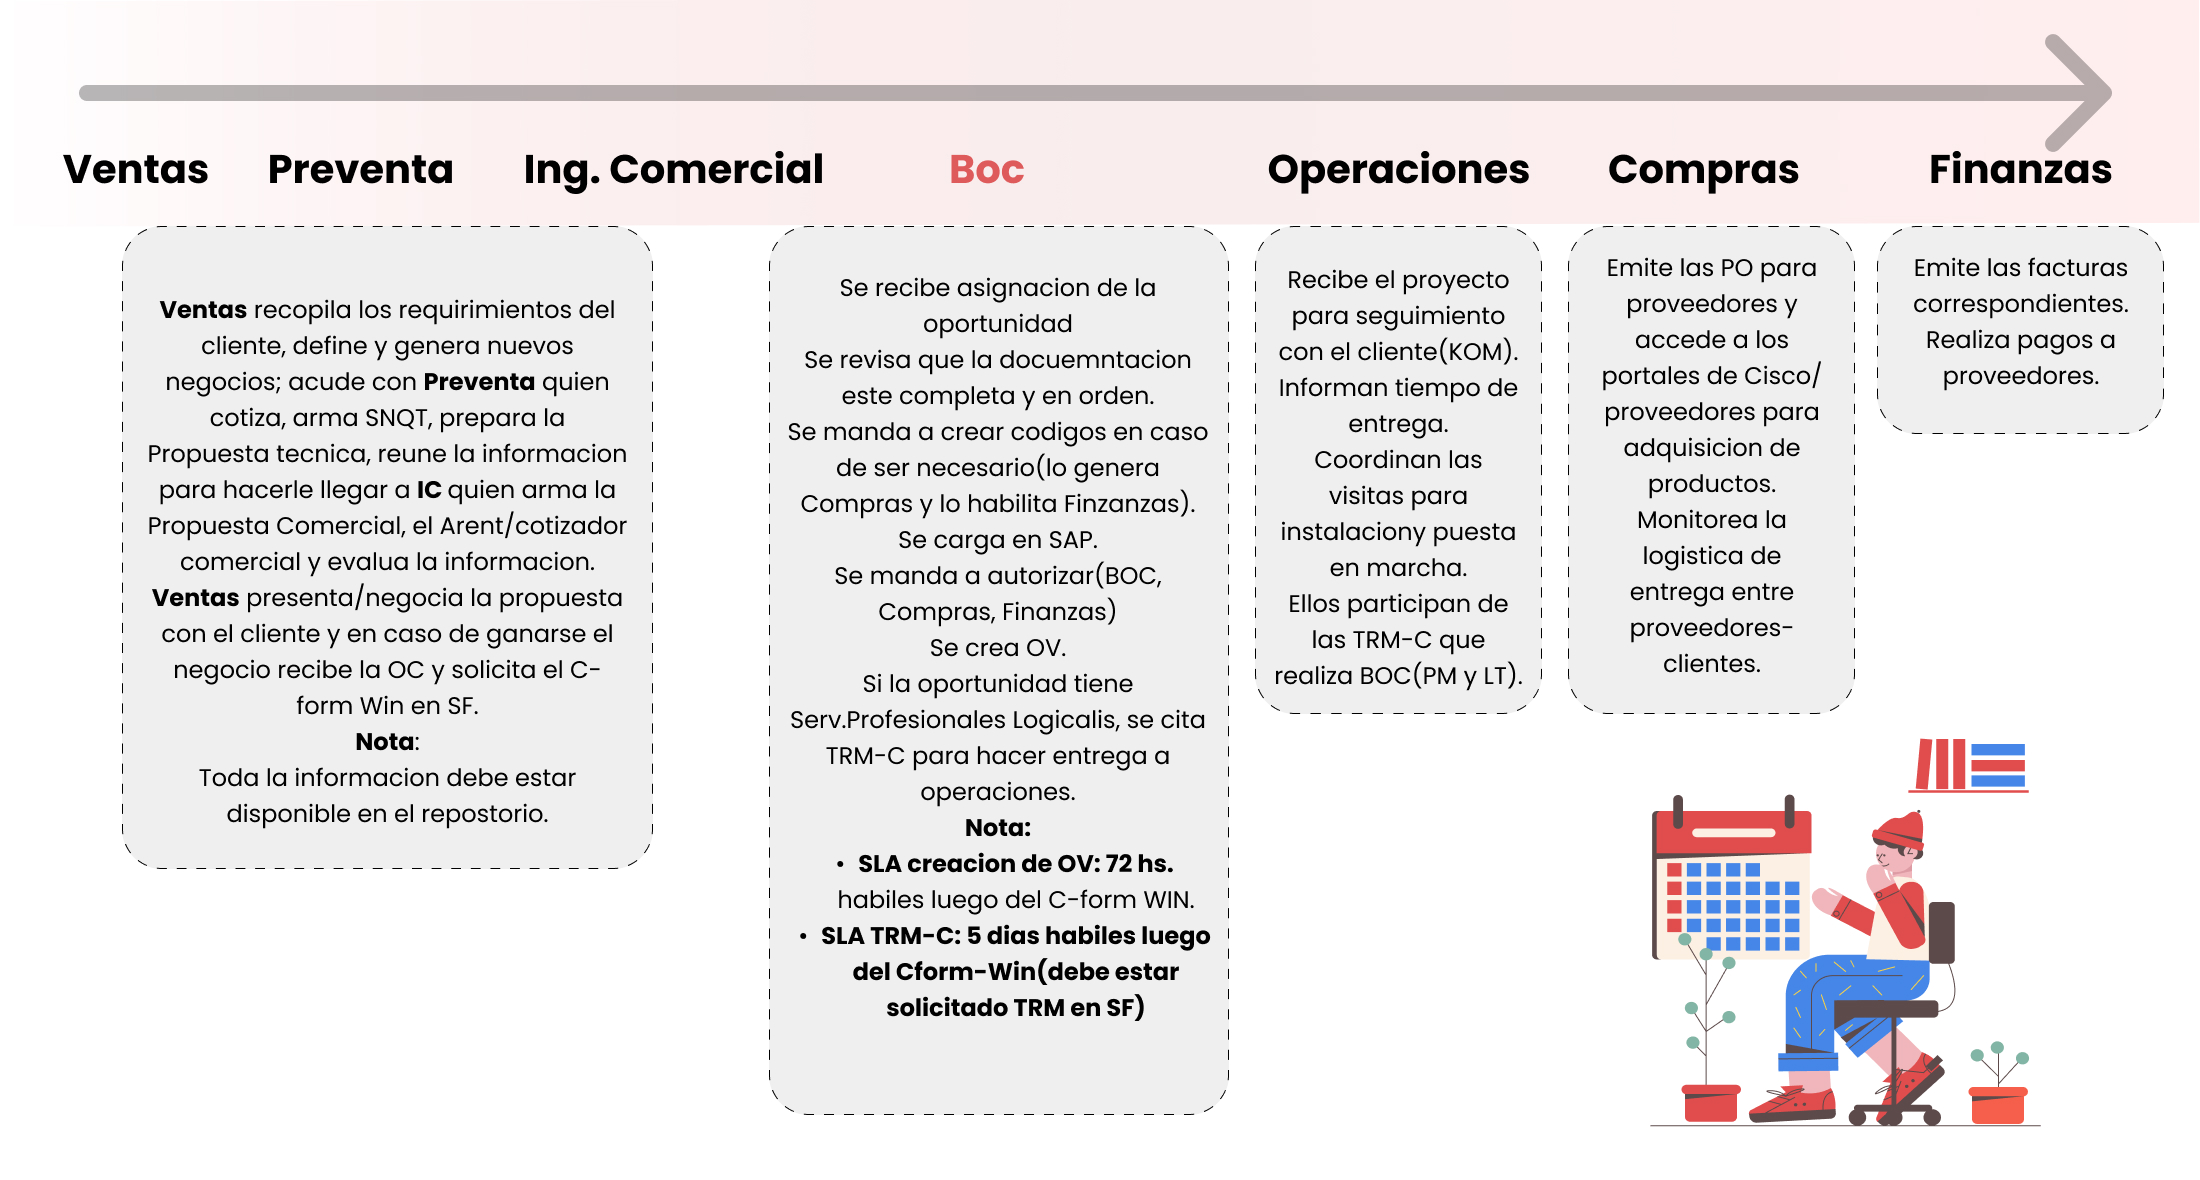 Ventas
Preventa
Ing. Comercial
Boc
Operaciones
Compras
Finanzas
Ventas recopila los requirimientos del
cliente, define y genera nuevos
negocios; acude con Preventa quien
cotiza, arma SNQT, prepara la
Propuesta tecnica, reune la informacion
para hacerle llegar a IC quien arma la
Propuesta Comercial, el Arent/cotizador
comercial y evalua la informacion.
Ventas presenta/negocia la propuesta
con el cliente y en caso de ganarse el
negocio recibe la OC y solicita el C-
form Win en SF.
Nota:
Toda la informacion debe estar
disponible en el repostorio.
Se recibe asignacion de la
oportunidad
Se revisa que la docuemntacion
este completa y en orden.
Se manda a crear codigos en caso
de ser necesario(lo genera
Compras y lo habilita Finzanzas).
Se carga en SAP.
Se manda a autorizar(BOC,
Compras, Finanzas)
Se crea OV.
Si la oportunidad tiene
Serv.Profesionales Logicalis, se cita
TRM-C para hacer entrega a
operaciones.
Nota:
• SLA creacion de OV: 72 hs.
habiles luego del C-form WIN.
• SLA TRM-C: 5 dias habiles luego
del Cform-Win(debe estar
solicitado TRM en SF)
Recibe el proyecto
para seguimiento
con el cliente(KOM).
Informan tiempo de
entrega.
Coordinan las
visitas para
instalaciony puesta
en marcha.
Ellos participan de
las TRM-C que
realiza BOC(PM y LT).
Emite las PO para
proveedores y
accede a los
portales de Cisco/
proveedores para
adquisicion de
productos.
Monitorea la
logistica de
entrega entre
proveedores-
clientes.
Emite las facturas
correspondientes.
Realiza pagos a
proveedores.